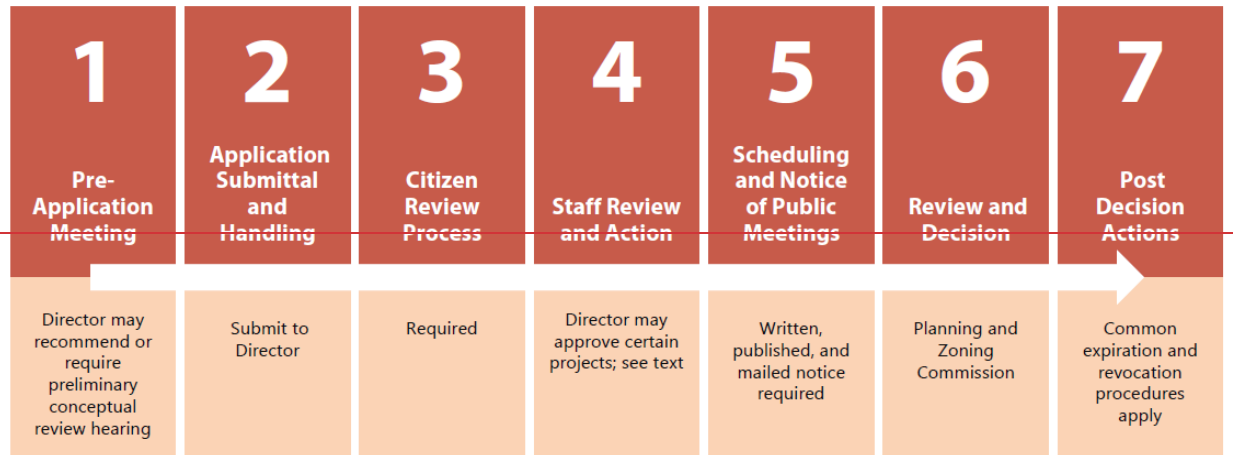 1
Pre-
Application
Meeting
Director may
recommend or
require
preliminary
conceptual
review hearing
2
Application
Submittal
and
Handling
Submit to
Director
3
Citizen
Review
Process
Required
4
Staff Review
and Action
Director may
approve certain
projects; see text
5
Scheduling
and Notice
of Public
Meetings
Written,
published, and
mailed notice
required
6
Review and
Decision
Planning and
Zoning
Commission
7
Post
Decision
Actions
Common
expiration and
revocation
procedures
apply